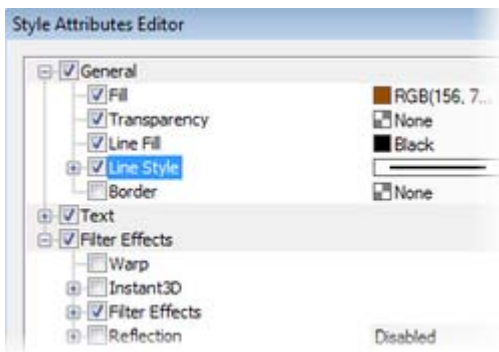 Style Attributes Editor
General
Fill RGB(156, 7...
Transparency None
Line Fill Black
Line Style
Border None
Text
Filter Effects
Warp
Instant3D
Filter Effects
Reflection Disabled